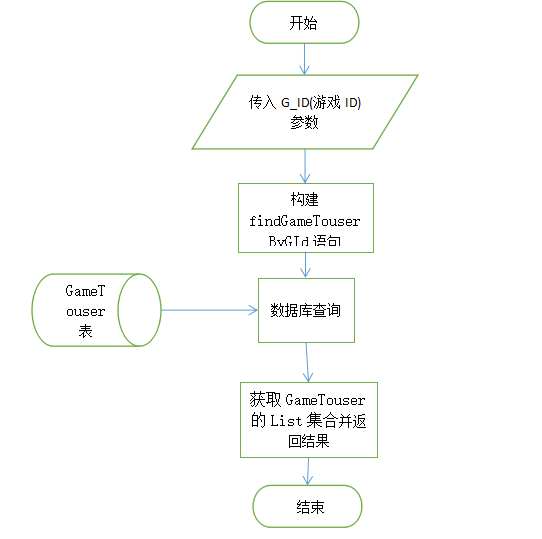 开始
传入 G_ID(游戏 ID)
参数
构建
findGameTouser
ByGId 语句
GameT
ouser
表
数据库查询
获取 GameTouser
的 List 集合并返
回结果
结束